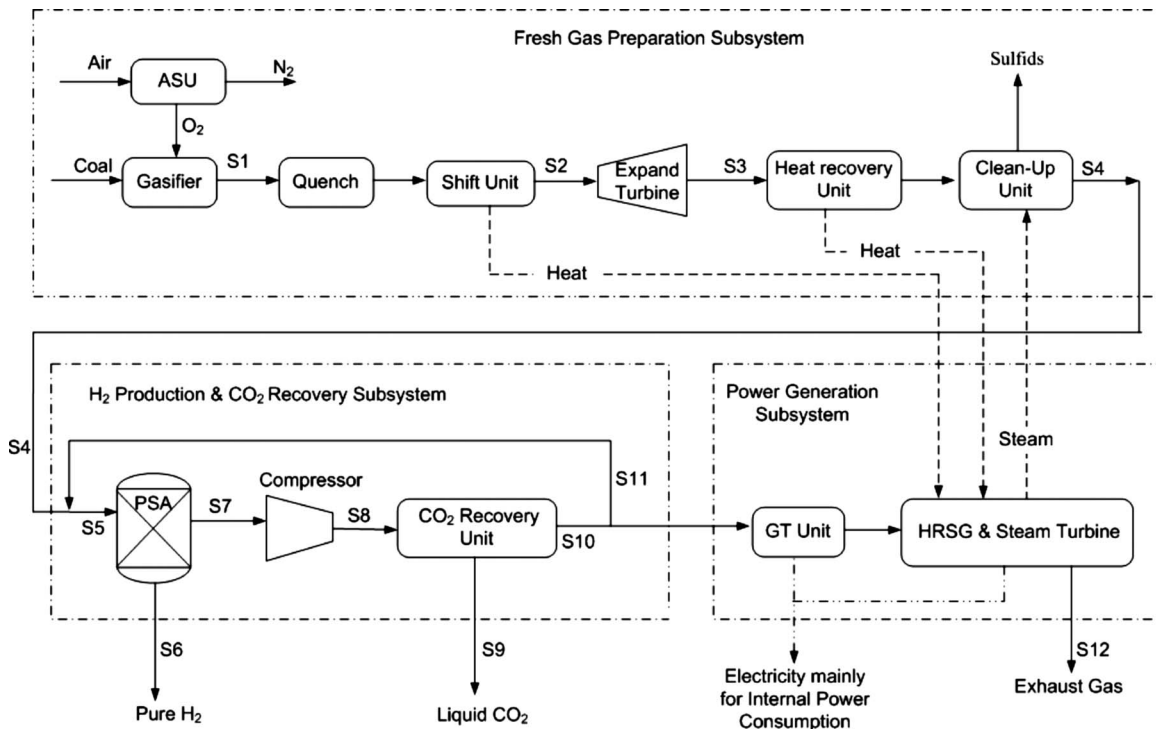 Fresh Gas Preparation Subsystem
Air
ASU
N₂
Sulfids
O₂
Coal
Gasifier
S1
Quench
Shift Unit
S2
Expand
Turbine
S3
Heat recovery
Unit
Clean-Up
Unit
S4
Heat
Heat
H₂ Production & CO₂ Recovery Subsystem
Power Generation
Subsystem
S4
Steam
S11
Compressor
PSA
S5
S7
S8
CO₂ Recovery
Unit
S10
GT Unit
HRSG & Steam Turbine
S6
S9
S12
Pure H₂
Liquid CO₂
Electricity mainly
for Internal Power
Consumption
Exhaust Gas